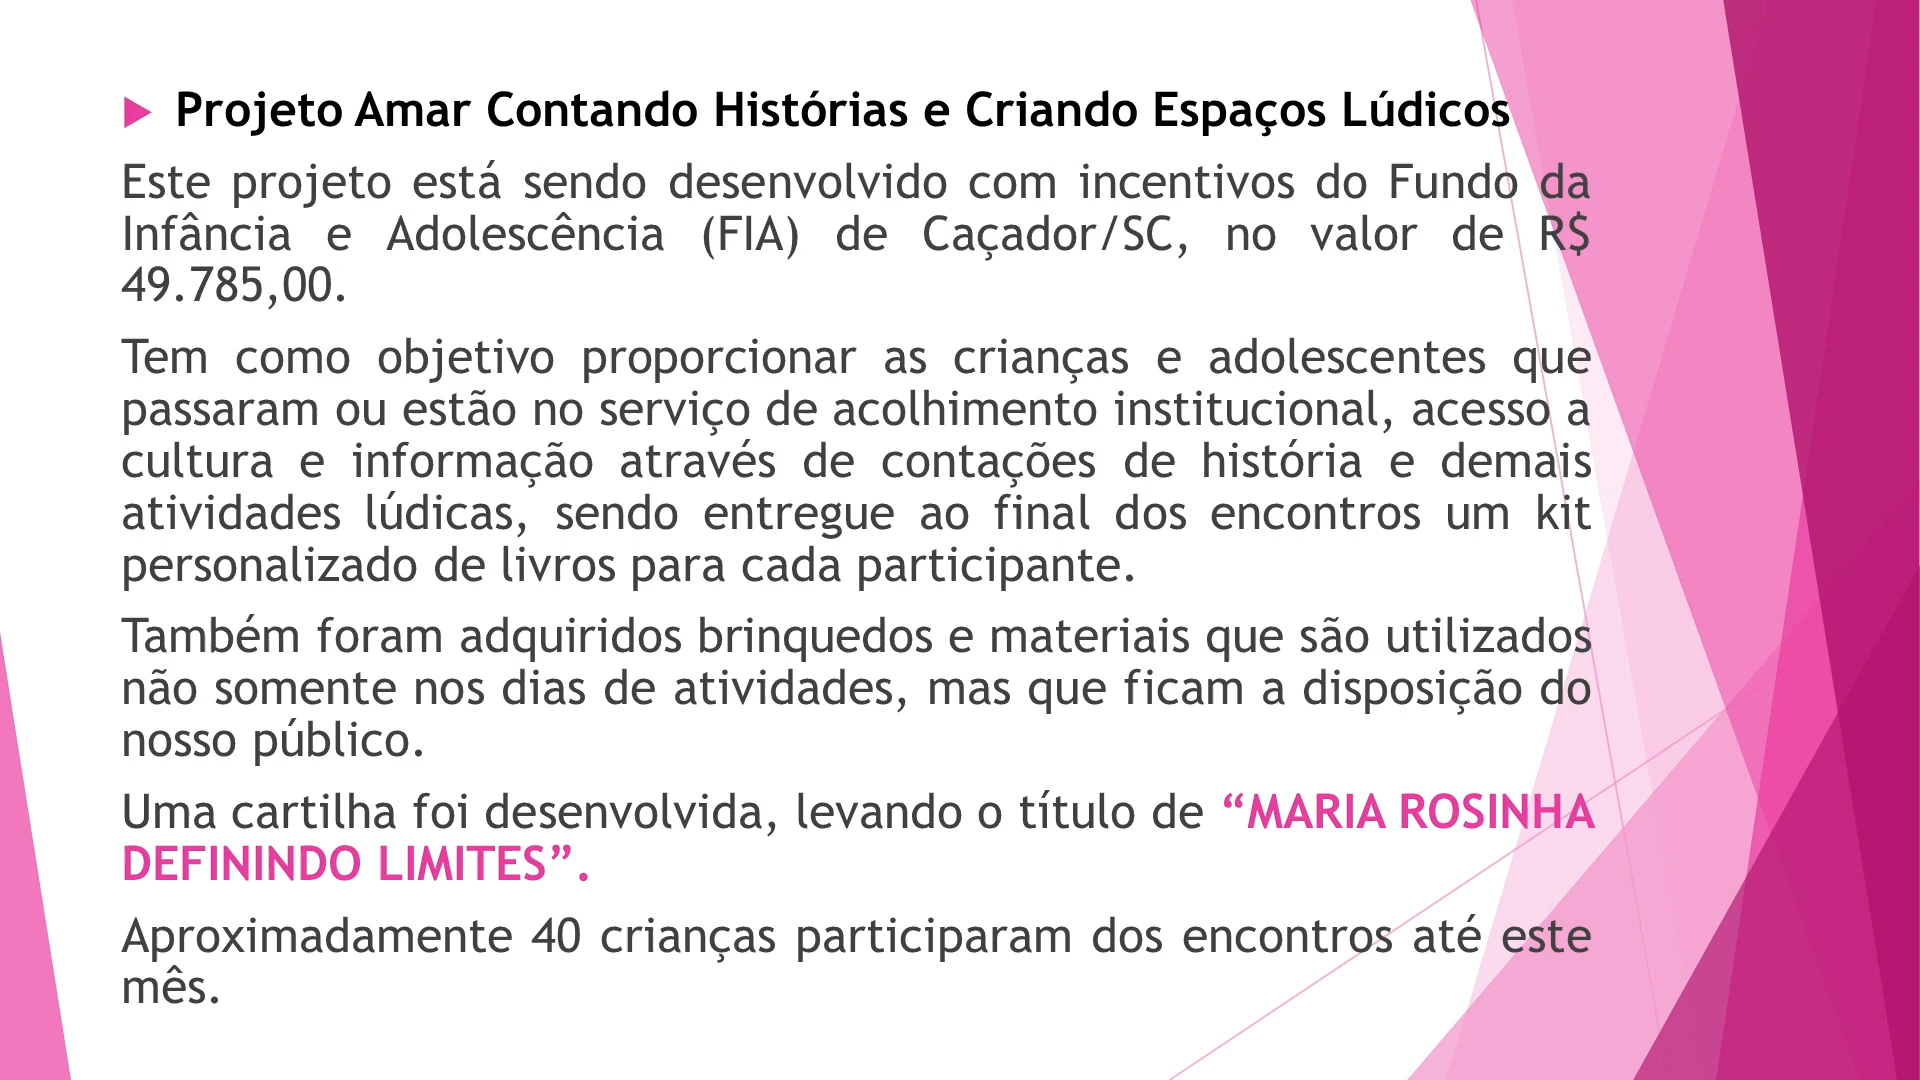 Projeto Amar Contando Histórias e Criando Espaços Lúdicos
Este projeto está sendo desenvolvido com incentivos do Fundo da
Infância e Adolescência (FIA) de Caçador/SC, no valor de R$
49.785,00.
Tem como objetivo proporcionar as crianças e adolescentes que
passaram ou estão no serviço de acolhimento institucional, acesso a
cultura e informação através de contações de história e demais
atividades lúdicas, sendo entregue ao final dos encontros um kit
personalizado de livros para cada participante.
Também foram adquiridos brinquedos e materiais que são utilizados
não somente nos dias de atividades, mas que ficam a disposição do
nosso público.
Uma cartilha foi desenvolvida, levando o título de “MARIA ROSINHA
DEFININDO LIMITES”.
Aproximadamente 40 crianças participaram dos encontros até este
mês.